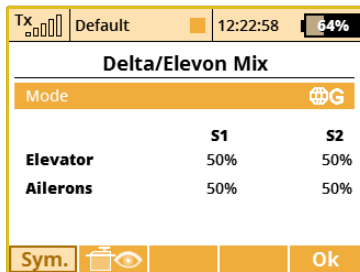 Tx Default 12:22:58 64%
Delta/Elevon Mix
Mode G
S1 S2
Elevator 50% 50%
Ailerons 50% 50%
Sym. Ok